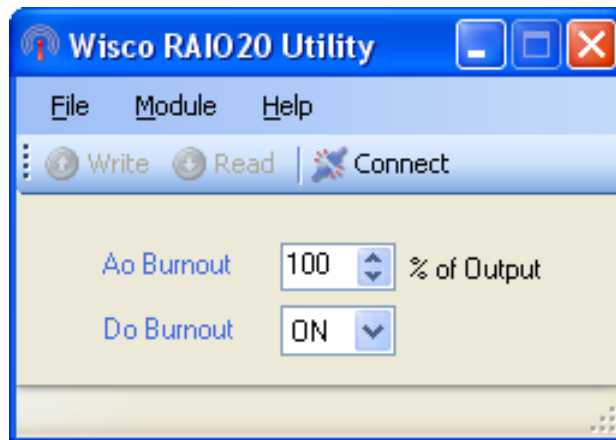 Wisco RAIO20 Utility
File Module Help
Write Read Connect
Ao Burnout 100 % of Output
Do Burnout ON